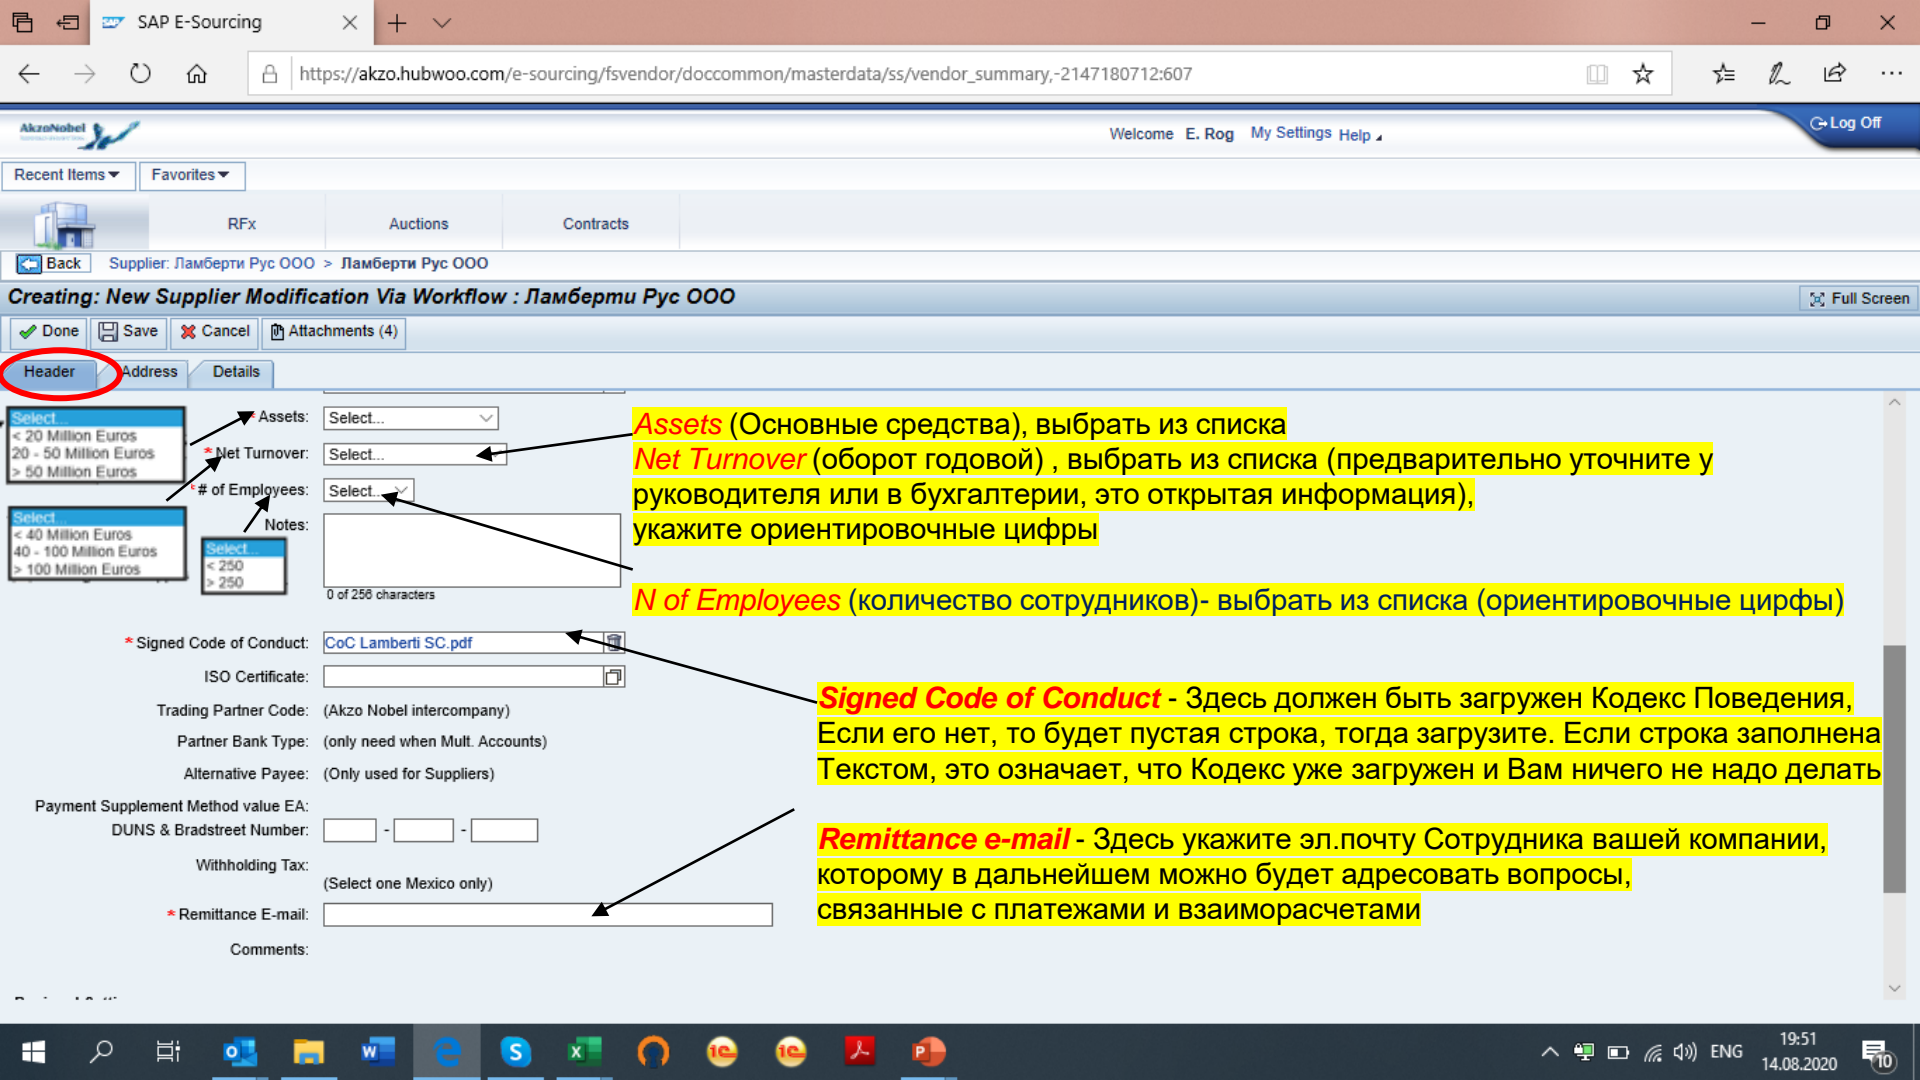 SAP E-Sourcing
https://akzo.hubwoo.com/e-sourcing/fsvendor/doccommon/masterdata/ss/vendor_summary,-2147180712:607
AkzoNobel
Welcome E. Rog My Settings Help
Log Off
Recent Items Favorites
RFx Auctions Contracts
Back Supplier: Ламберти Рус ООО > Ламберти Рус ООО
Creating: New Supplier Modification Via Workflow : Ламберти Рус ООО
Full Screen
Done Save Cancel Attachments (4)
Header Address Details
Select...
< 20 Million Euros
20 - 50 Million Euros
> 50 Million Euros
* Assets: Select...
* Net Turnover: Select...
* # of Employees: Select...
Select...
< 40 Million Euros
40 - 100 Million Euros
> 100 Million Euros
Select...
< 250
> 250
Notes:
0 of 256 characters
Assets (Основные средства), выбрать из списка
Net Turnover (оборот годовой) , выбрать из списка (предварительно уточните у
руководителя или в бухгалтерии, это открытая информация),
укажите ориентировочные цифры
N of Employees (количество сотрудников)- выбрать из списка (ориентировочные цирфы)
* Signed Code of Conduct: CoC Lamberti SC.pdf
ISO Certificate:
Trading Partner Code: (Akzo Nobel intercompany)
Partner Bank Type: (only need when Mult. Accounts)
Alternative Payee: (Only used for Suppliers)
Payment Supplement Method value EA:
DUNS & Bradstreet Number: - -
Withholding Tax:
(Select one Mexico only)
* Remittance E-mail:
Comments:
Signed Code of Conduct - Здесь должен быть загружен Кодекс Поведения,
Если его нет, то будет пустая строка, тогда загрузите. Если строка заполнена
Текстом, это означает, что Кодекс уже загружен и Вам ничего не надо делать
Remittance e-mail - Здесь укажите эл.почту Сотрудника вашей компании,
которому в дальнейшем можно будет адресовать вопросы,
связанные с платежами и взаиморасчетами
ENG
19:51
14.08.2020
10